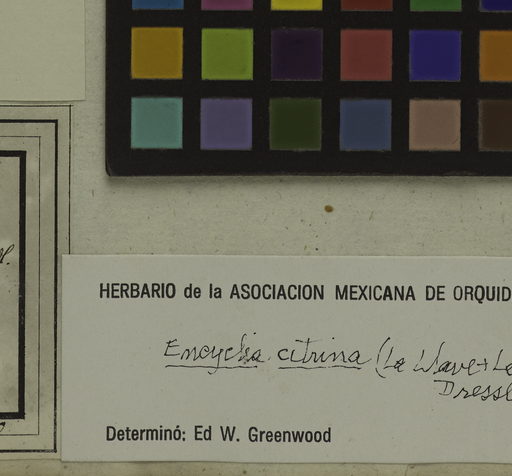 HERBARIO de la ASOCIACION MEXICANA DE ORQUID
Encyclia citrina (La Llave & Le
Dressl
Determinó: Ed W. Greenwood